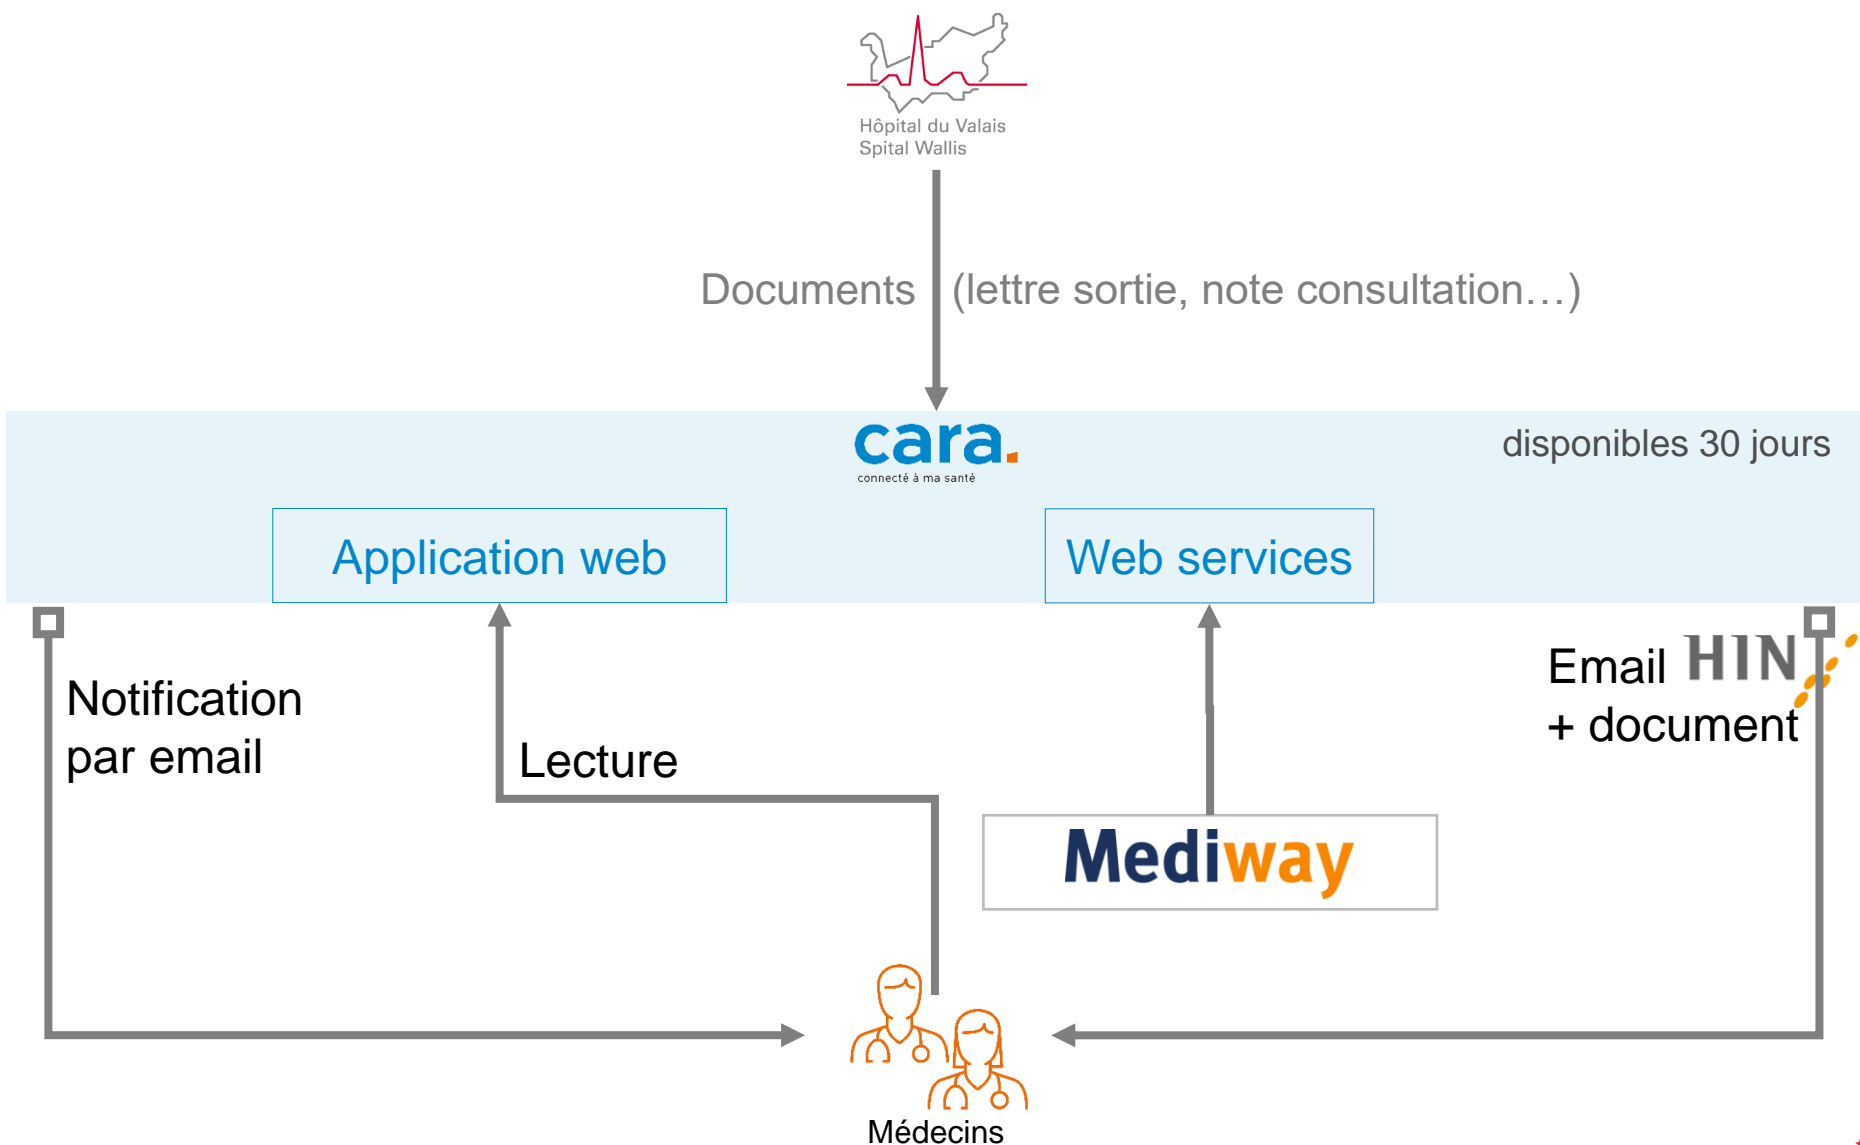 Hôpital du Valais
Spital Wallis
Documents (lettre sortie, note consultation…)
cara.
connecté à ma santé
disponibles 30 jours
Application web
Web services
Notification
par email
Lecture
Email HIN
+ document
Mediway
Médecins